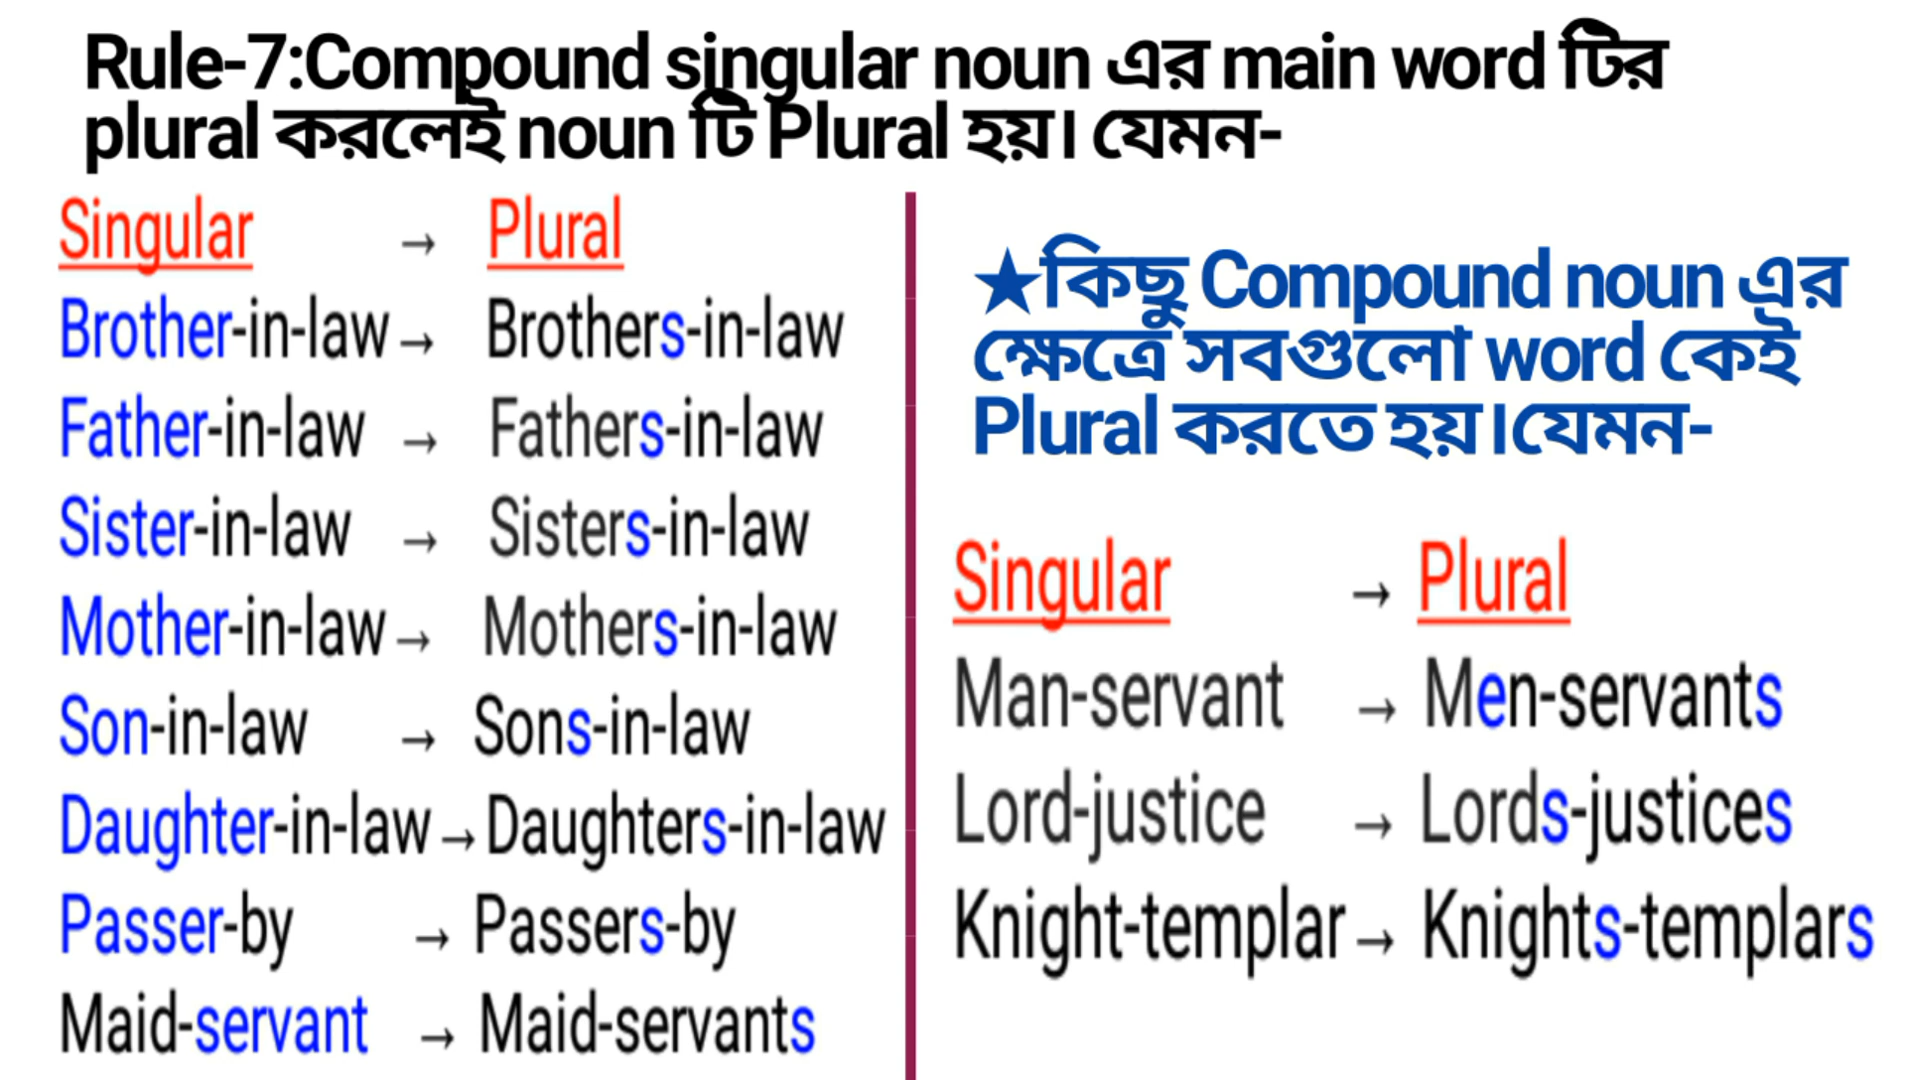 Rule-7:Compound singular noun এর main word টির
plural করলেই noun টি Plural হয়। যেমন-
Singular → Plural
Brother-in-law → Brothers-in-law
Father-in-law → Fathers-in-law
Sister-in-law → Sisters-in-law
Mother-in-law → Mothers-in-law
Son-in-law → Sons-in-law
Daughter-in-law → Daughters-in-law
Passer-by → Passers-by
Maid-servant → Maid-servants
★কিছু Compound noun এর
ক্ষেত্রে সবগুলো word কেই
Plural করতে হয়।যেমন-
Singular → Plural
Man-servant → Men-servants
Lord-justice → Lords-justices
Knight-templar → Knights-templars